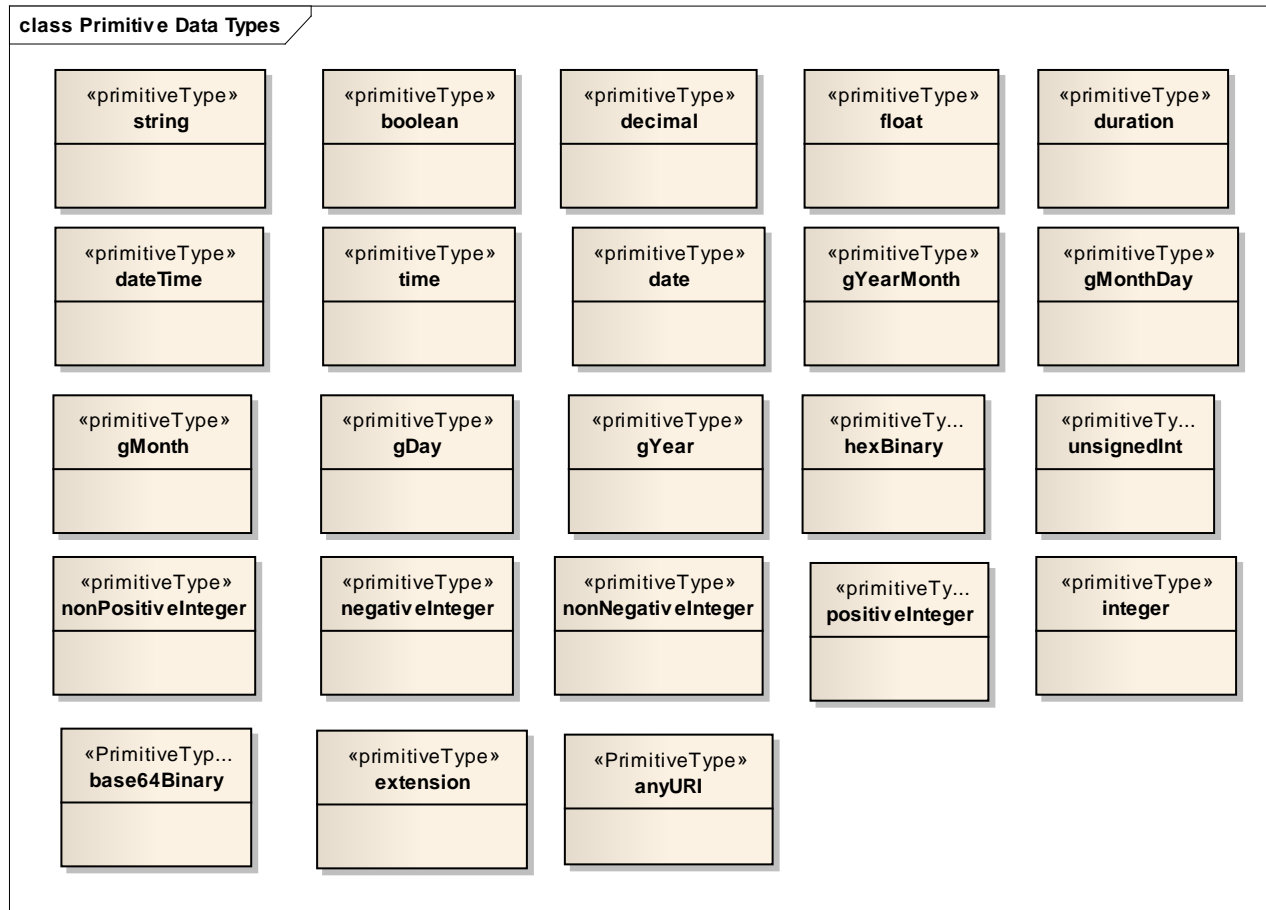 class Primitive Data Types
«primitiveType»
string
«primitiveType»
boolean
«primitiveType»
decimal
«primitiveType»
float
«primitiveType»
duration
«primitiveType»
dateTime
«primitiveType»
time
«primitiveType»
date
«primitiveType»
gYearMonth
«primitiveType»
gMonthDay
«primitiveType»
gMonth
«primitiveType»
gDay
«primitiveType»
gYear
«primitiveTy...
hexBinary
«primitiveTy...
unsignedInt
«primitiveType»
nonPositiveInteger
«primitiveType»
negativeInteger
«primitiveType»
nonNegativeInteger
«primitiveTy...
positiveInteger
«primitiveType»
integer
«PrimitiveTyp...
base64Binary
«primitiveType»
extension
«PrimitiveType»
anyURI